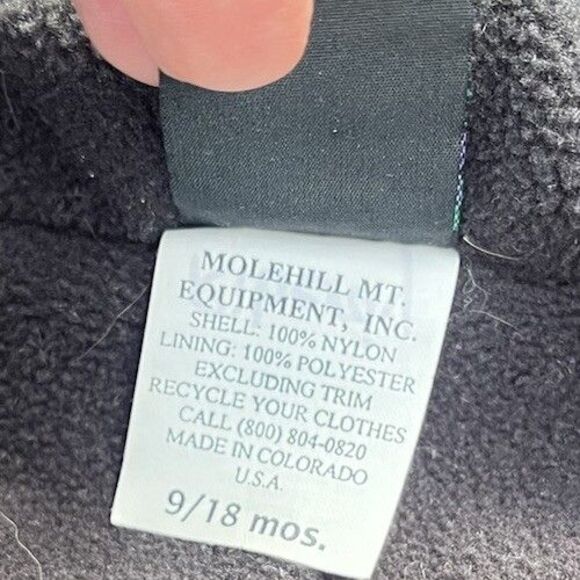 MOLEHILL MT.
EQUIPMENT, INC.
SHELL: 100% NYLON
LINING: 100% POLYESTER
EXCLUDING TRIM
RECYCLE YOUR CLOTHES
CALL (800) 804-0820
MADE IN COLORADO
U.S.A.
9/18 mos.